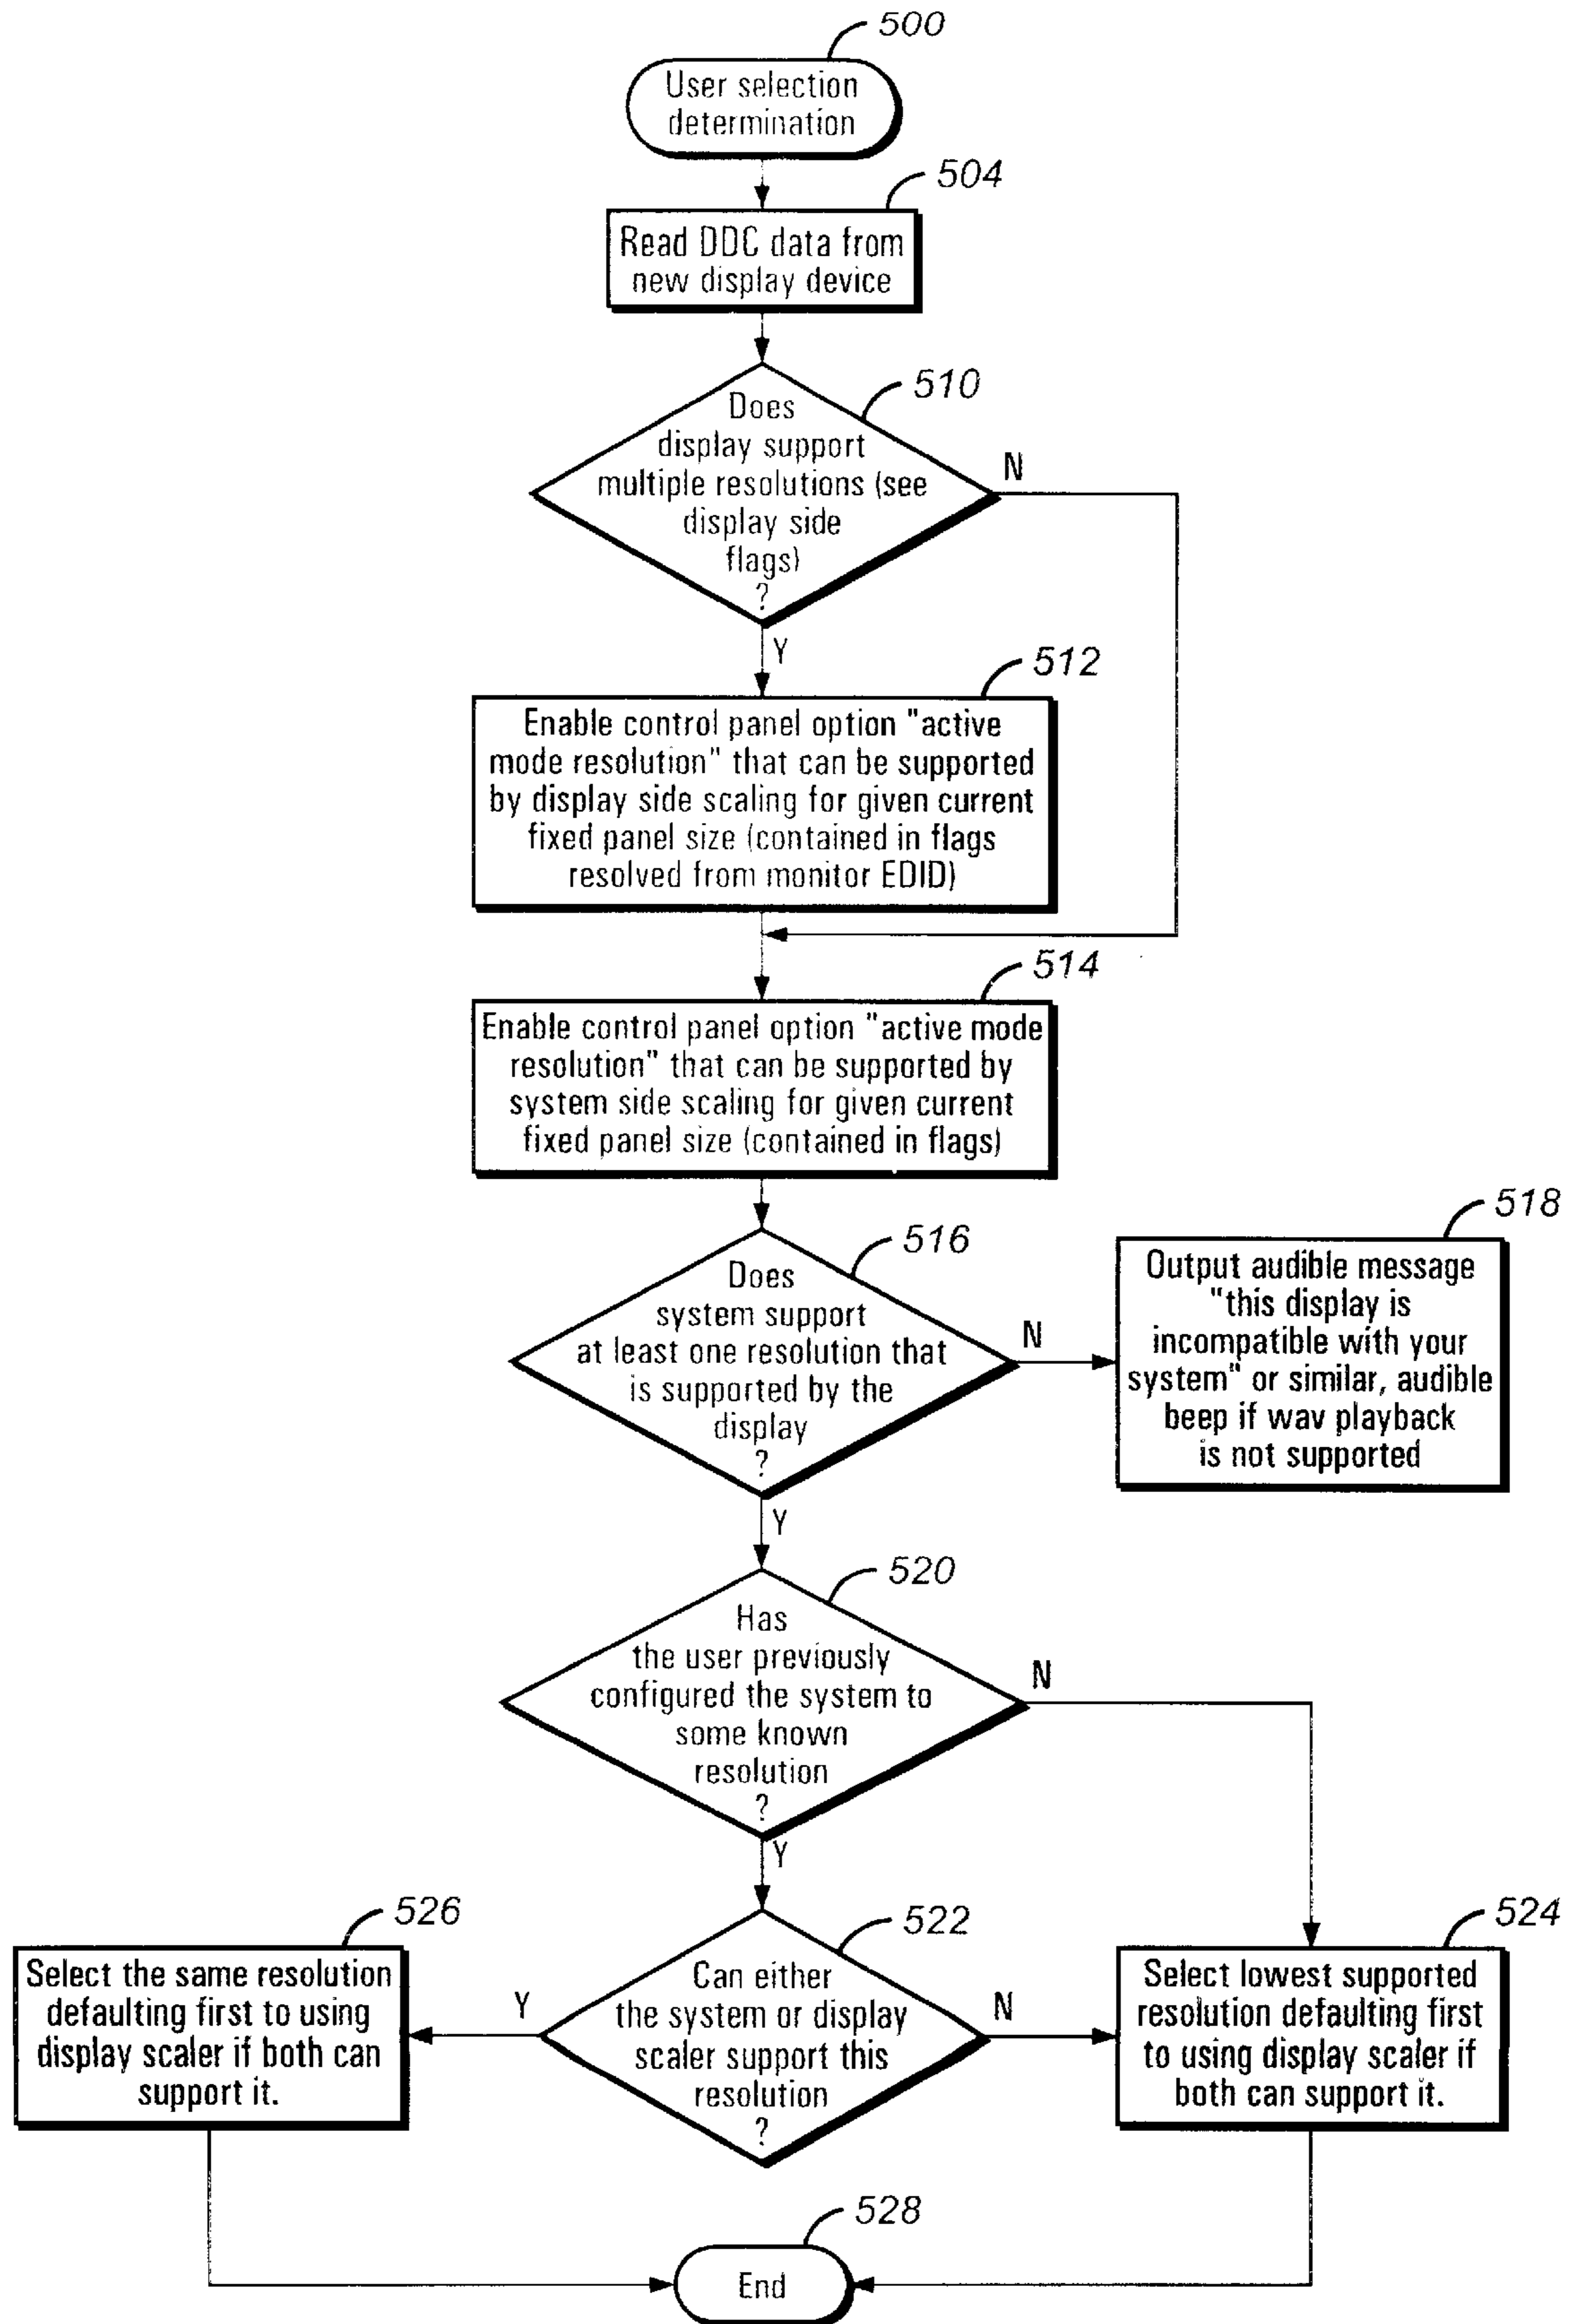 500
User selection
determination
504
Read DDC data from
new display device
510
Does
display support
multiple resolutions (see
display side
flags)
?
N
Y
512
Enable control panel option "active
mode resolution" that can be supported
by display side scaling for given current
fixed panel size (contained in flags
resolved from monitor EDID)
514
Enable control panel option "active mode
resolution" that can be supported by
system side scaling for given current
fixed panel size (contained in flags)
516
Does
system support
at least one resolution that
is supported by the
display
?
N
518
Output audible message
"this display is
incompatible with your
system" or similar, audible
beep if wav playback
is not supported
Y
520
Has
the user previously
configured the system to
some known
resolution
?
N
Y
522
Can either
the system or display
scaler support this
resolution
?
Y
N
526
Select the same resolution
defaulting first to using
display scaler if both can
support it.
524
Select lowest supported
resolution defaulting first
to using display scaler if
both can support it.
528
End